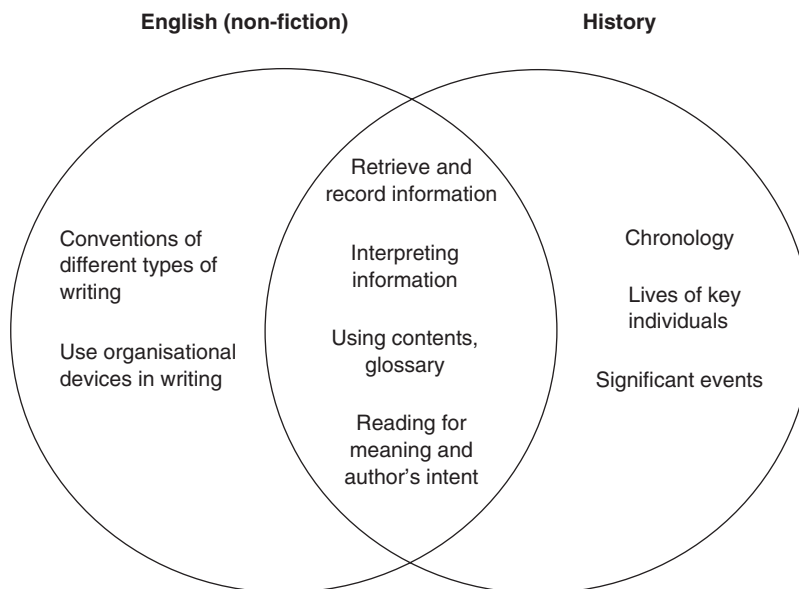 English (non-fiction)
History
Conventions of
different types of
writing
Use organisational
devices in writing
Retrieve and
record information
Interpreting
information
Using contents,
glossary
Reading for
meaning and
author’s intent
Chronology
Lives of key
individuals
Significant events